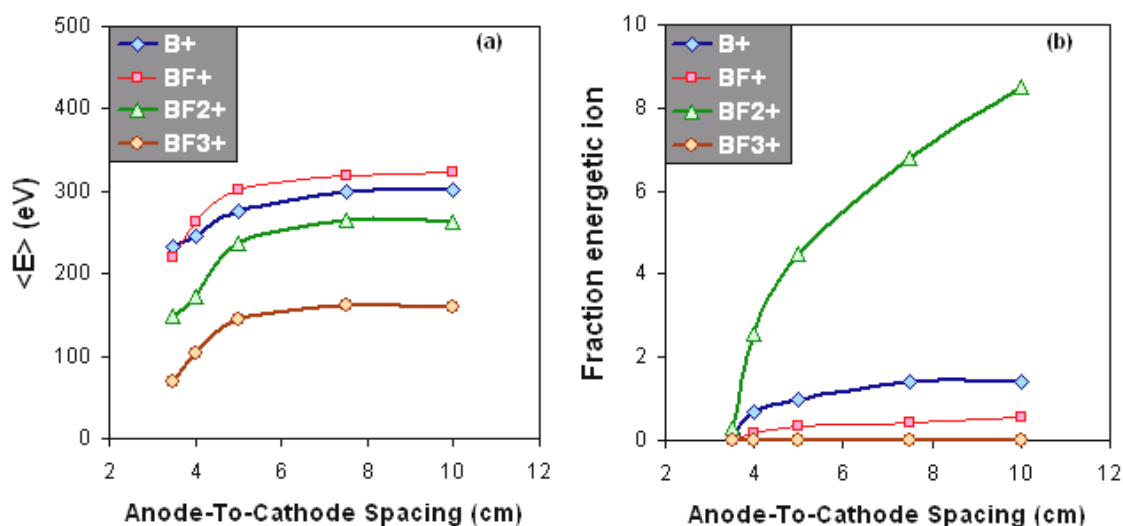 500
400
300
200
100
0
<E> (eV)
(a)
B+
BF+
BF2+
BF3+
2
4
6
8
10
12
Anode-To-Cathode Spacing (cm)
10
8
6
4
2
0
Fraction energetic ion
(b)
B+
BF+
BF2+
BF3+
2
4
6
8
10
12
Anode-To-Cathode Spacing (cm)